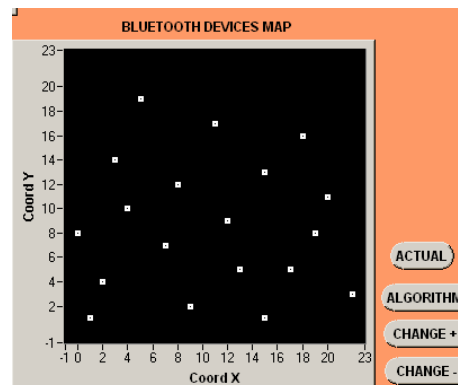 BLUETOOTH DEVICES MAP
23
20
18
16
14
12
10
8
6
4
2
-1
Coord Y
-1 0 2 4 6 8 10 12 14 16 18 20 23
Coord X
ACTUAL
ALGORITHM
CHANGE +
CHANGE -